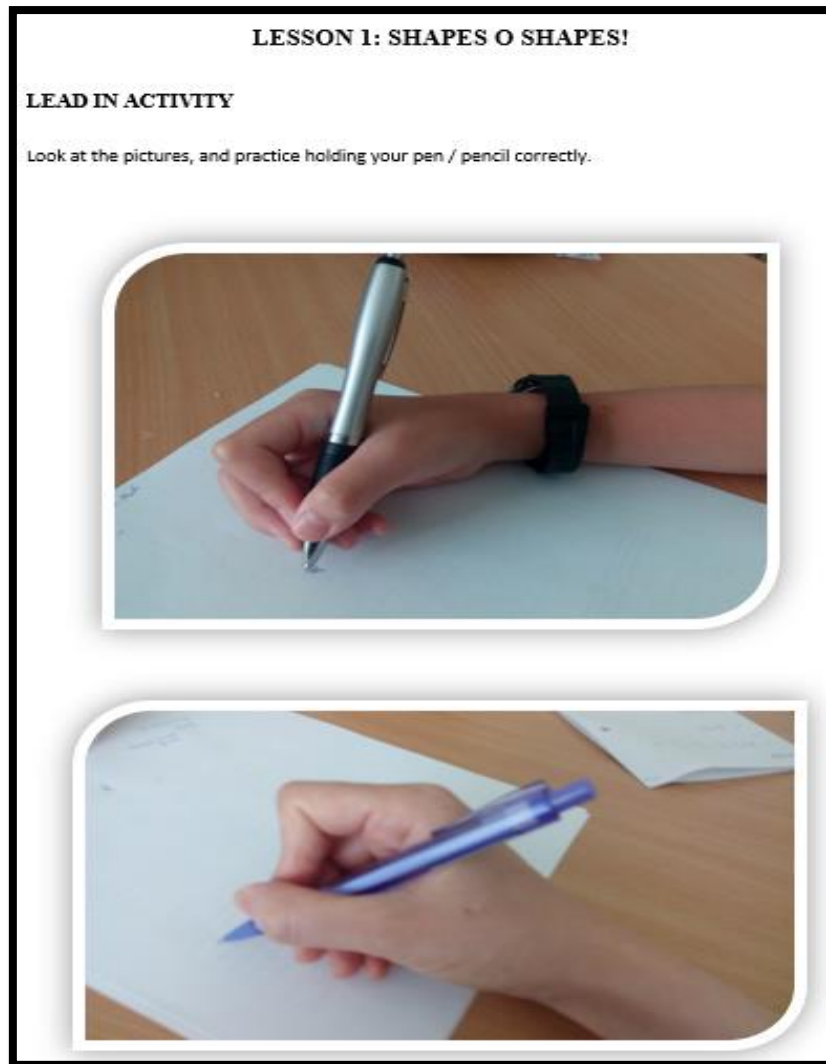 LESSON 1: SHAPES O SHAPES!
LEAD IN ACTIVITY
Look at the pictures, and practice holding your pen / pencil correctly.